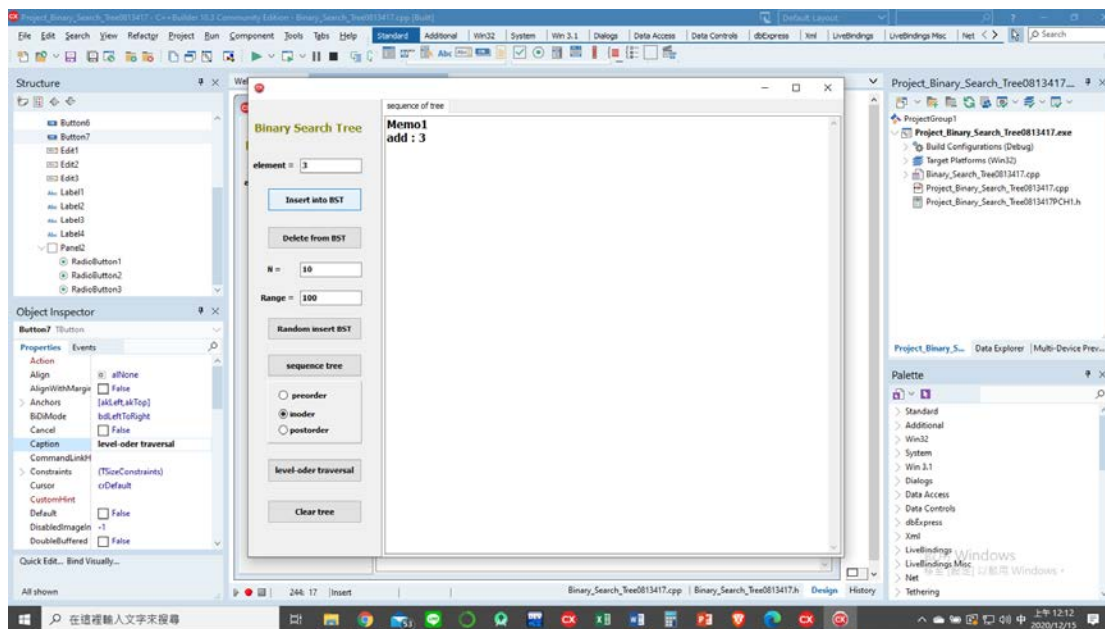 Project_Binary_Search_Tree0813417 - C++Builder 10.3 Community Edition - Binary_Search_Tree0813417.cpp [Built]
Default Layout
File Edit Search View Refactor Project Run Component Tools Tabs Help
Standard Additional Win32 System Win 3.1 Dialogs Data Access Data Controls dbExpress Xml LiveBindings LiveBindings Misc Net
Search
Structure
Button6
Button7
Edit1
Edit2
Edit3
Label1
Label2
Label3
Label4
Panel2
RadioButton1
RadioButton2
RadioButton3
Object Inspector
Button7 TButton
Properties Events
Action
Align alNone
AlignWithMargin False
Anchors [akLeft,akTop]
BiDiMode bdLeftToRight
Cancel False
Caption level-oder traversal
CommandLinkH
Constraints (TSizeConstraints)
Cursor crDefault
CustomHint
Default False
DisabledImageIn -1
DoubleBuffered False
Quick Edit... Bind Visually...
All shown
Binary Search Tree
element = 3
Insert into BST
Delete from BST
N = 10
Range = 100
Random insert BST
sequence tree
preorder
inoder
postorder
level-oder traversal
Clear tree
sequence of tree
Memo1
add : 3
244: 17 Insert
Binary_Search_Tree0813417.cpp Binary_Search_Tree0813417.h Design History
Project_Binary_Search_Tree0813417...
ProjectGroup1
Project_Binary_Search_Tree0813417.exe
Build Configurations (Debug)
Target Platforms (Win32)
Binary_Search_Tree0813417.cpp
Project_Binary_Search_Tree0813417.cpp
Project_Binary_Search_Tree0813417PCH1.h
Project_Binary_S... Data Explorer Multi-Device Prev...
Palette
Standard
Additional
Win32
System
Win 3.1
Dialogs
Data Access
Data Controls
dbExpress
Xml
LiveBindings
LiveBindings Misc
Net
Tethering
Windows
以啟用 Windows。
在這裡輸入文字來搜尋
中
上午 12:12
2020/12/15